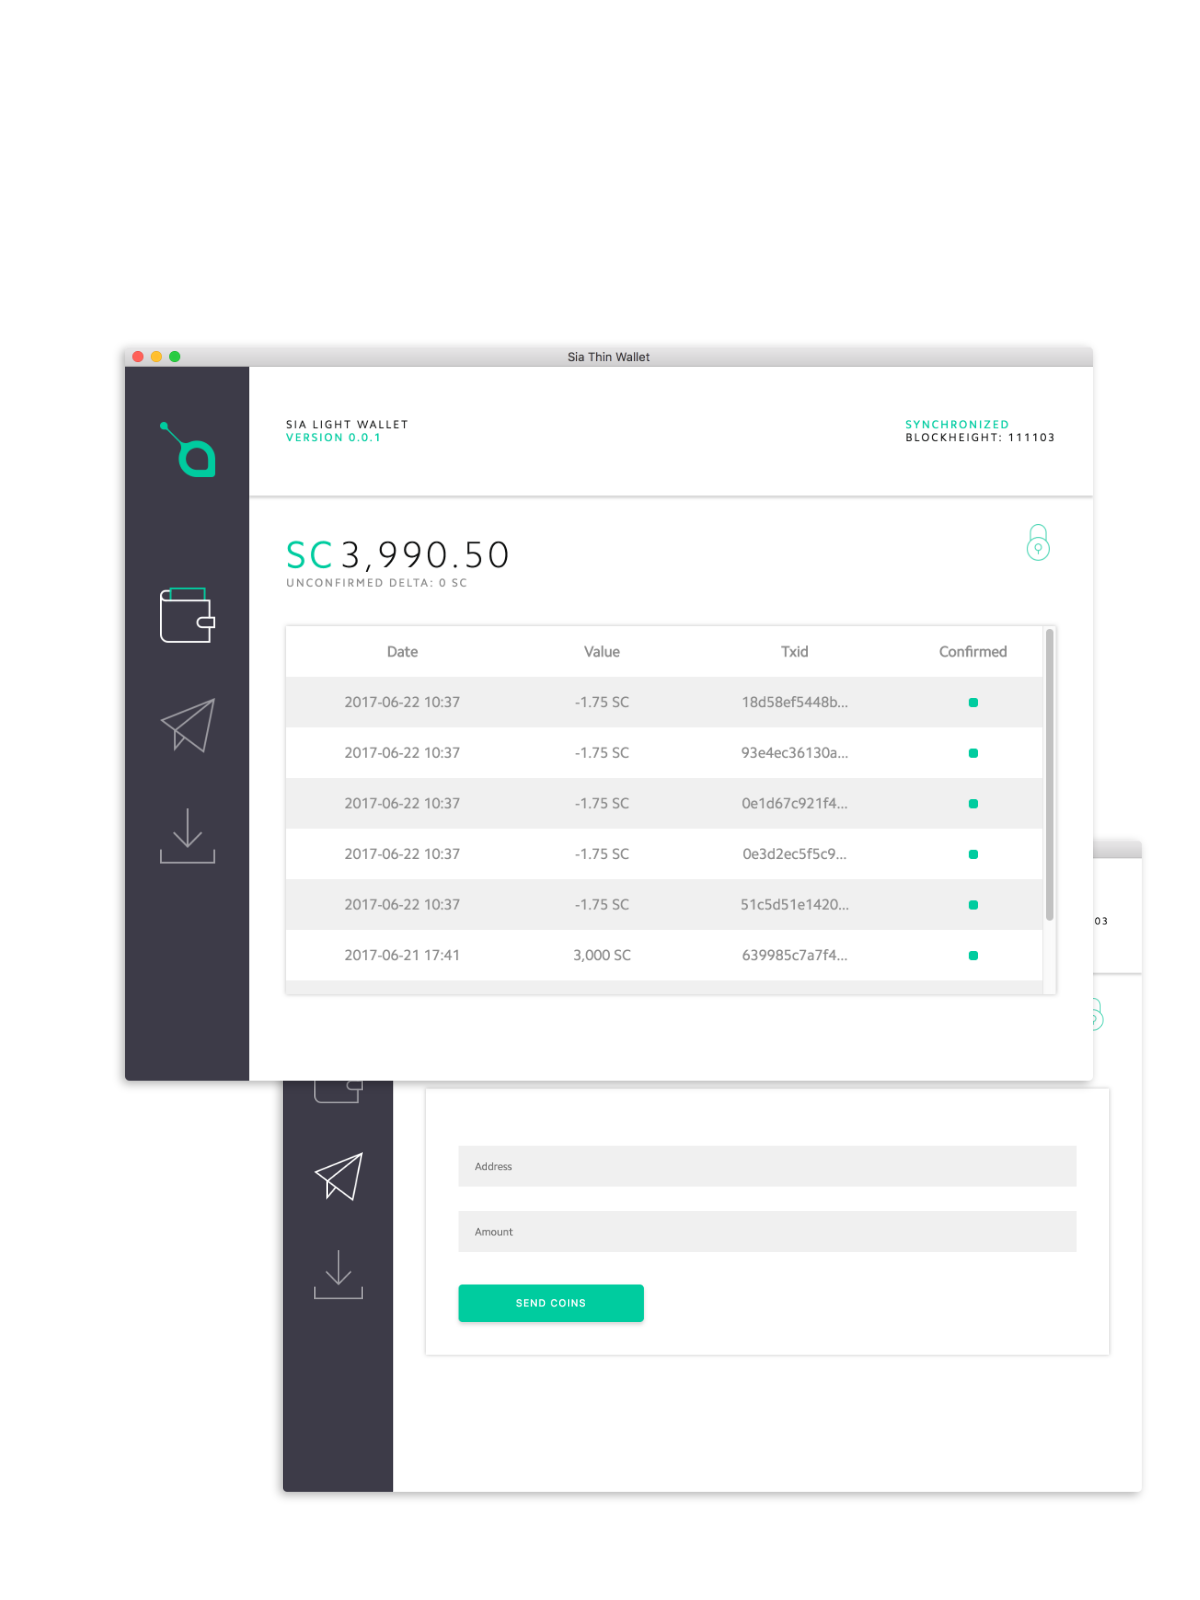 Sia Thin Wallet
SIA LIGHT WALLET
VERSION 0.0.1
SYNCHRONIZED
BLOCKHEIGHT: 111103
SC 3,990.50
UNCONFIRMED DELTA: 0 SC
Date Value Txid Confirmed
2017-06-22 10:37 -1.75 SC 18d58ef5448b...
2017-06-22 10:37 -1.75 SC 93e4ec36130a...
2017-06-22 10:37 -1.75 SC 0e1d67c921f4...
2017-06-22 10:37 -1.75 SC 0e3d2ec5f5c9...
2017-06-22 10:37 -1.75 SC 51c5d51e1420...
2017-06-21 17:41 3,000 SC 639985c7a7f4...
03
Address
Amount
SEND COINS